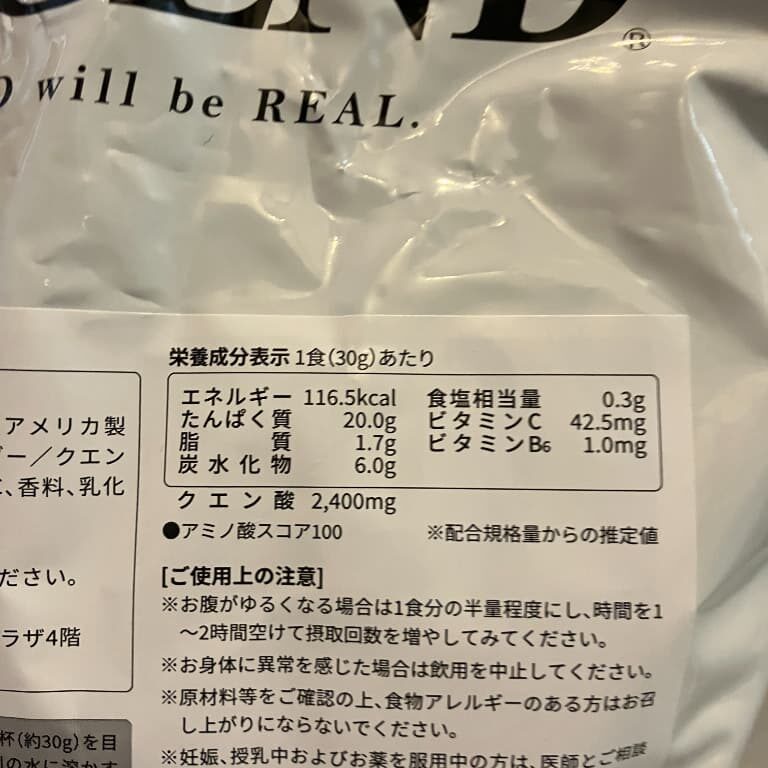 END®
will be REAL.
アメリカ製
ー／クエン
、香料、乳化
ださい。
ラザ4階
杯(約30g)を目
の水に溶かす
栄養成分表示 1食(30g)あたり
エネルギー 116.5kcal 食塩相当量 0.3g
たんぱく質 20.0g ビタミンC 42.5mg
脂質 1.7g ビタミンB6 1.0mg
炭水化物 6.0g
クエン酸 2,400mg
●アミノ酸スコア100 ※配合規格量からの推定値
[ご使用上の注意]
※お腹がゆるくなる場合は1食分の半量程度にし、時間を1
～2時間空けて摂取回数を増やしてみてください。
※お身体に異常を感じた場合は飲用を中止してください。
※原材料等をご確認の上、食物アレルギーのある方はお召
し上がりにならないでください。
※妊娠、授乳中およびお薬を服用中の方は、医師とご相談